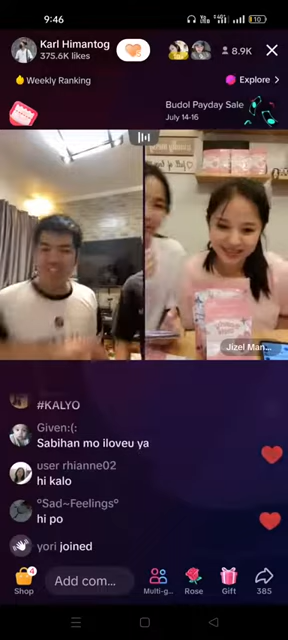 9:46
10
Karl Himantog
375.6K likes
8.9K
Weekly Ranking
Explore >
Budol Payday Sale
July 14-16
Jizel Man...
#KALYO
Given:(:
Sabihan mo iloveu ya
user rhianne02
hi kalo
°Sad~Feelings°
hi po
yori joined
4
Shop
Add com...
Multi-g...
Rose
Gift
385